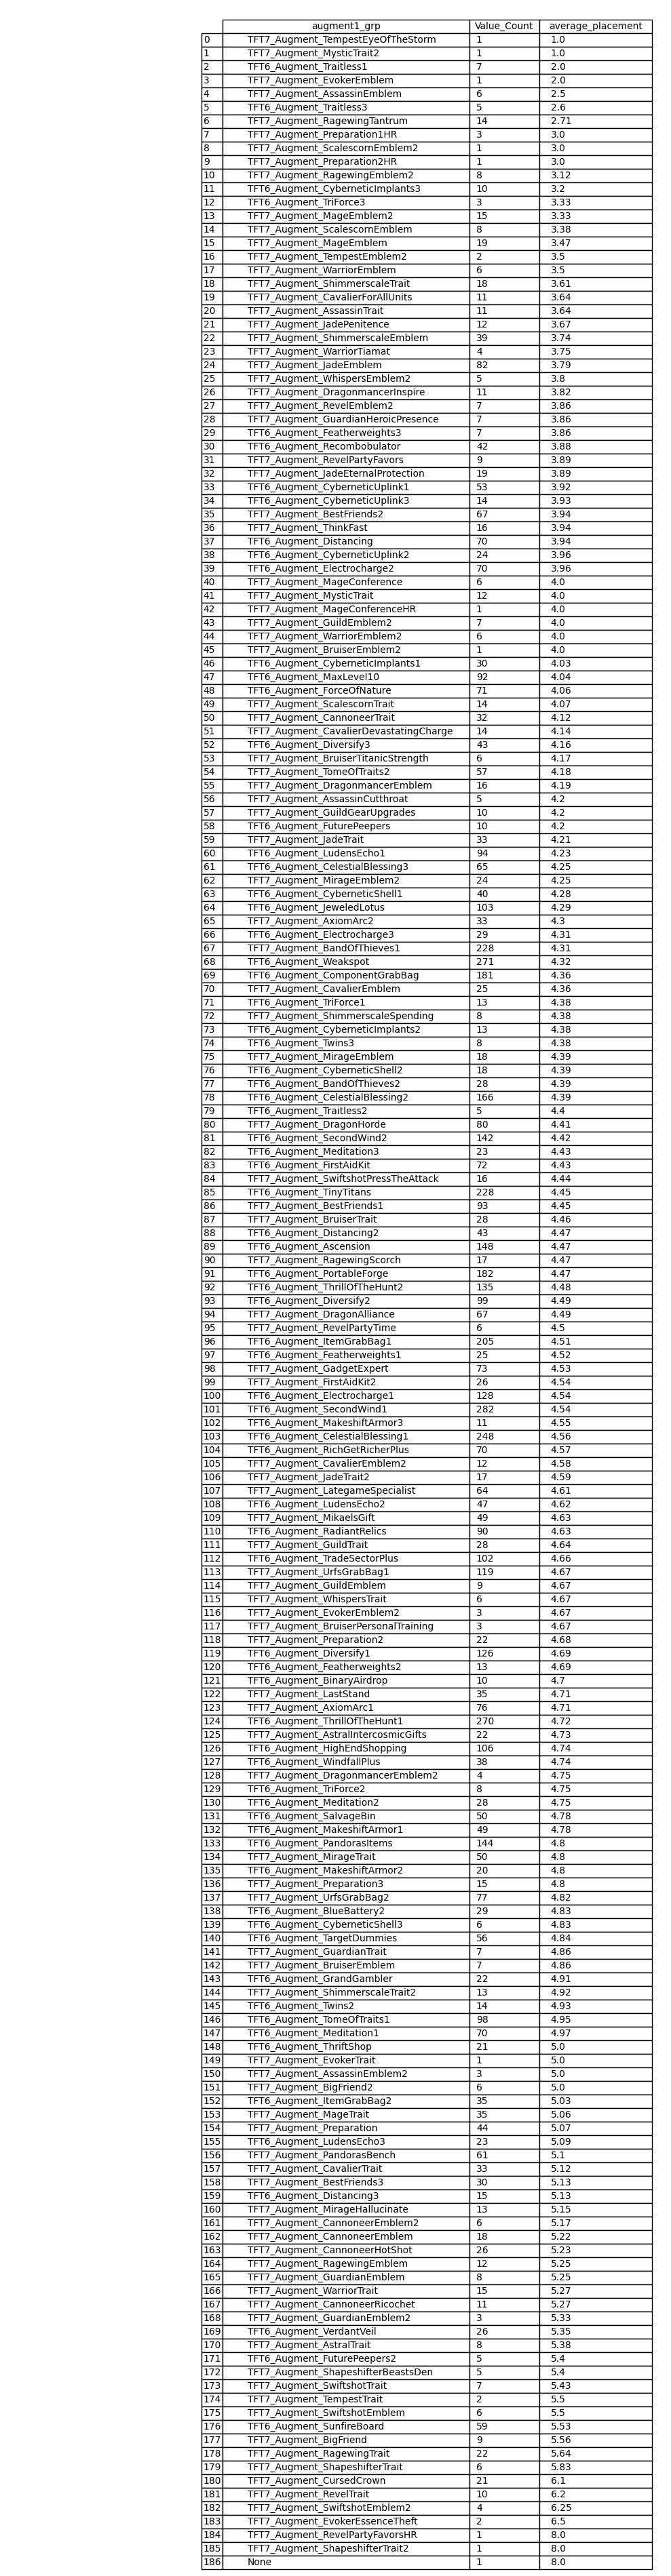 augment1_grp Value_Count average_placement
0 TFT7_Augment_TempestEyeOfTheStorm 1 1.0
1 TFT7_Augment_MysticTrait2 1 1.0
2 TFT6_Augment_Traitless1 7 2.0
3 TFT7_Augment_EvokerEmblem 1 2.0
4 TFT7_Augment_AssassinEmblem 6 2.5
5 TFT6_Augment_Traitless3 5 2.6
6 TFT7_Augment_RagewingTantrum 14 2.71
7 TFT7_Augment_Preparation1HR 3 3.0
8 TFT7_Augment_ScalescornEmblem2 1 3.0
9 TFT7_Augment_Preparation2HR 1 3.0
10 TFT7_Augment_RagewingEmblem2 8 3.12
11 TFT6_Augment_CyberneticImplants3 10 3.2
12 TFT6_Augment_TriForce3 3 3.33
13 TFT7_Augment_MageEmblem2 15 3.33
14 TFT7_Augment_ScalescornEmblem 8 3.38
15 TFT7_Augment_MageEmblem 19 3.47
16 TFT7_Augment_TempestEmblem2 2 3.5
17 TFT7_Augment_WarriorEmblem 6 3.5
18 TFT7_Augment_ShimmerscaleTrait 18 3.61
19 TFT7_Augment_CavalierForAllUnits 11 3.64
20 TFT7_Augment_AssassinTrait 11 3.64
21 TFT7_Augment_JadePenitence 12 3.67
22 TFT7_Augment_ShimmerscaleEmblem 39 3.74
23 TFT7_Augment_WarriorTiamat 4 3.75
24 TFT7_Augment_JadeEmblem 82 3.79
25 TFT7_Augment_WhispersEmblem2 5 3.8
26 TFT7_Augment_DragonmancerInspire 11 3.82
27 TFT7_Augment_RevelEmblem2 7 3.86
28 TFT7_Augment_GuardianHeroicPresence 7 3.86
29 TFT6_Augment_Featherweights3 7 3.86
30 TFT6_Augment_Recombobulator 42 3.88
31 TFT7_Augment_RevelPartyFavors 9 3.89
32 TFT7_Augment_JadeEternalProtection 19 3.89
33 TFT6_Augment_CyberneticUplink1 53 3.92
34 TFT6_Augment_CyberneticUplink3 14 3.93
35 TFT7_Augment_BestFriends2 67 3.94
36 TFT7_Augment_ThinkFast 16 3.94
37 TFT6_Augment_Distancing 70 3.94
38 TFT6_Augment_CyberneticUplink2 24 3.96
39 TFT6_Augment_Electrocharge2 70 3.96
40 TFT7_Augment_MageConference 6 4.0
41 TFT7_Augment_MysticTrait 12 4.0
42 TFT7_Augment_MageConferenceHR 1 4.0
43 TFT7_Augment_GuildEmblem2 7 4.0
44 TFT7_Augment_WarriorEmblem2 6 4.0
45 TFT7_Augment_BruiserEmblem2 1 4.0
46 TFT6_Augment_CyberneticImplants1 30 4.03
47 TFT7_Augment_MaxLevel10 92 4.04
48 TFT6_Augment_ForceOfNature 71 4.06
49 TFT7_Augment_ScalescornTrait 14 4.07
50 TFT7_Augment_CannoneerTrait 32 4.12
51 TFT7_Augment_CavalierDevastatingCharge 14 4.14
52 TFT6_Augment_Diversify3 43 4.16
53 TFT7_Augment_BruiserTitanicStrength 6 4.17
54 TFT7_Augment_TomeOfTraits2 57 4.18
55 TFT7_Augment_DragonmancerEmblem 16 4.19
56 TFT7_Augment_AssassinCutthroat 5 4.2
57 TFT7_Augment_GuildGearUpgrades 10 4.2
58 TFT6_Augment_FuturePeepers 10 4.2
59 TFT7_Augment_JadeTrait 33 4.21
60 TFT6_Augment_LudensEcho1 94 4.23
61 TFT6_Augment_CelestialBlessing3 65 4.25
62 TFT7_Augment_MirageEmblem2 24 4.25
63 TFT6_Augment_CyberneticShell1 40 4.28
64 TFT6_Augment_JeweledLotus 103 4.29
65 TFT7_Augment_AxiomArc2 33 4.3
66 TFT6_Augment_Electrocharge3 29 4.31
67 TFT7_Augment_BandOfThieves1 228 4.31
68 TFT6_Augment_Weakspot 271 4.32
69 TFT6_Augment_ComponentGrabBag 181 4.36
70 TFT7_Augment_CavalierEmblem 25 4.36
71 TFT6_Augment_TriForce1 13 4.38
72 TFT7_Augment_ShimmerscaleSpending 8 4.38
73 TFT6_Augment_CyberneticImplants2 13 4.38
74 TFT6_Augment_Twins3 8 4.38
75 TFT7_Augment_MirageEmblem 18 4.39
76 TFT6_Augment_CyberneticShell2 18 4.39
77 TFT7_Augment_BandOfThieves2 28 4.39
78 TFT6_Augment_CelestialBlessing2 166 4.39
79 TFT6_Augment_Traitless2 5 4.4
80 TFT7_Augment_DragonHorde 80 4.41
81 TFT6_Augment_SecondWind2 142 4.42
82 TFT6_Augment_Meditation3 23 4.43
83 TFT6_Augment_FirstAidKit 72 4.43
84 TFT7_Augment_SwiftshotPressTheAttack 16 4.44
85 TFT6_Augment_TinyTitans 228 4.45
86 TFT7_Augment_BestFriends1 93 4.45
87 TFT7_Augment_BruiserTrait 28 4.46
88 TFT6_Augment_Distancing2 43 4.47
89 TFT6_Augment_Ascension 148 4.47
90 TFT7_Augment_RagewingScorch 17 4.47
91 TFT6_Augment_PortableForge 182 4.47
92 TFT6_Augment_ThrillOfTheHunt2 135 4.48
93 TFT6_Augment_Diversify2 99 4.49
94 TFT7_Augment_DragonAlliance 67 4.49
95 TFT7_Augment_RevelPartyTime 6 4.5
96 TFT6_Augment_ItemGrabBag1 205 4.51
97 TFT6_Augment_Featherweights1 25 4.52
98 TFT7_Augment_GadgetExpert 73 4.53
99 TFT7_Augment_FirstAidKit2 26 4.54
100 TFT6_Augment_Electrocharge1 128 4.54
101 TFT6_Augment_SecondWind1 282 4.54
102 TFT6_Augment_MakeshiftArmor3 11 4.55
103 TFT6_Augment_CelestialBlessing1 248 4.56
104 TFT6_Augment_RichGetRicherPlus 70 4.57
105 TFT7_Augment_CavalierEmblem2 12 4.58
106 TFT7_Augment_JadeTrait2 17 4.59
107 TFT7_Augment_LategameSpecialist 64 4.61
108 TFT6_Augment_LudensEcho2 47 4.62
109 TFT7_Augment_MikaelsGift 49 4.63
110 TFT6_Augment_RadiantRelics 90 4.63
111 TFT7_Augment_GuildTrait 28 4.64
112 TFT6_Augment_TradeSectorPlus 102 4.66
113 TFT7_Augment_UrfsGrabBag1 119 4.67
114 TFT7_Augment_GuildEmblem 9 4.67
115 TFT7_Augment_WhispersTrait 6 4.67
116 TFT7_Augment_EvokerEmblem2 3 4.67
117 TFT7_Augment_BruiserPersonalTraining 3 4.67
118 TFT7_Augment_Preparation2 22 4.68
119 TFT6_Augment_Diversify1 126 4.69
120 TFT6_Augment_Featherweights2 13 4.69
121 TFT6_Augment_BinaryAirdrop 10 4.7
122 TFT7_Augment_LastStand 35 4.71
123 TFT7_Augment_AxiomArc1 76 4.71
124 TFT6_Augment_ThrillOfTheHunt1 270 4.72
125 TFT7_Augment_AstralIntercosmicGifts 22 4.73
126 TFT6_Augment_HighEndShopping 106 4.74
127 TFT6_Augment_WindfallPlus 38 4.74
128 TFT7_Augment_DragonmancerEmblem2 4 4.75
129 TFT6_Augment_TriForce2 8 4.75
130 TFT6_Augment_Meditation2 28 4.75
131 TFT6_Augment_SalvageBin 50 4.78
132 TFT6_Augment_MakeshiftArmor1 49 4.78
133 TFT6_Augment_PandorasItems 144 4.8
134 TFT7_Augment_MirageTrait 50 4.8
135 TFT6_Augment_MakeshiftArmor2 20 4.8
136 TFT7_Augment_Preparation3 15 4.8
137 TFT7_Augment_UrfsGrabBag2 77 4.82
138 TFT6_Augment_BlueBattery2 29 4.83
139 TFT6_Augment_CyberneticShell3 6 4.83
140 TFT6_Augment_TargetDummies 56 4.84
141 TFT7_Augment_GuardianTrait 7 4.86
142 TFT7_Augment_BruiserEmblem 7 4.86
143 TFT6_Augment_GrandGambler 22 4.91
144 TFT7_Augment_ShimmerscaleTrait2 13 4.92
145 TFT6_Augment_Twins2 14 4.93
146 TFT6_Augment_TomeOfTraits1 98 4.95
147 TFT6_Augment_Meditation1 70 4.97
148 TFT6_Augment_ThriftShop 21 5.0
149 TFT7_Augment_EvokerTrait 1 5.0
150 TFT7_Augment_AssassinEmblem2 3 5.0
151 TFT7_Augment_BigFriend2 6 5.0
152 TFT6_Augment_ItemGrabBag2 35 5.03
153 TFT7_Augment_MageTrait 35 5.06
154 TFT7_Augment_Preparation 44 5.07
155 TFT6_Augment_LudensEcho3 23 5.09
156 TFT7_Augment_PandorasBench 61 5.1
157 TFT7_Augment_CavalierTrait 33 5.12
158 TFT7_Augment_BestFriends3 30 5.13
159 TFT6_Augment_Distancing3 15 5.13
160 TFT7_Augment_MirageHallucinate 13 5.15
161 TFT7_Augment_CannoneerEmblem2 6 5.17
162 TFT7_Augment_CannoneerEmblem 18 5.22
163 TFT7_Augment_CannoneerHotShot 26 5.23
164 TFT7_Augment_RagewingEmblem 12 5.25
165 TFT7_Augment_GuardianEmblem 8 5.25
166 TFT7_Augment_WarriorTrait 15 5.27
167 TFT7_Augment_CannoneerRicochet 11 5.27
168 TFT7_Augment_GuardianEmblem2 3 5.33
169 TFT6_Augment_VerdantVeil 26 5.35
170 TFT7_Augment_AstralTrait 8 5.38
171 TFT6_Augment_FuturePeepers2 5 5.4
172 TFT7_Augment_ShapeshifterBeastsDen 5 5.4
173 TFT7_Augment_SwiftshotTrait 7 5.43
174 TFT7_Augment_TempestTrait 2 5.5
175 TFT7_Augment_SwiftshotEmblem 6 5.5
176 TFT6_Augment_SunfireBoard 59 5.53
177 TFT7_Augment_BigFriend 9 5.56
178 TFT7_Augment_RagewingTrait 22 5.64
179 TFT7_Augment_ShapeshifterTrait 6 5.83
180 TFT7_Augment_CursedCrown 21 6.1
181 TFT7_Augment_RevelTrait 10 6.2
182 TFT7_Augment_SwiftshotEmblem2 4 6.25
183 TFT7_Augment_EvokerEssenceTheft 2 6.5
184 TFT7_Augment_RevelPartyFavorsHR 1 8.0
185 TFT7_Augment_ShapeshifterTrait2 1 8.0
186 None 1 8.0